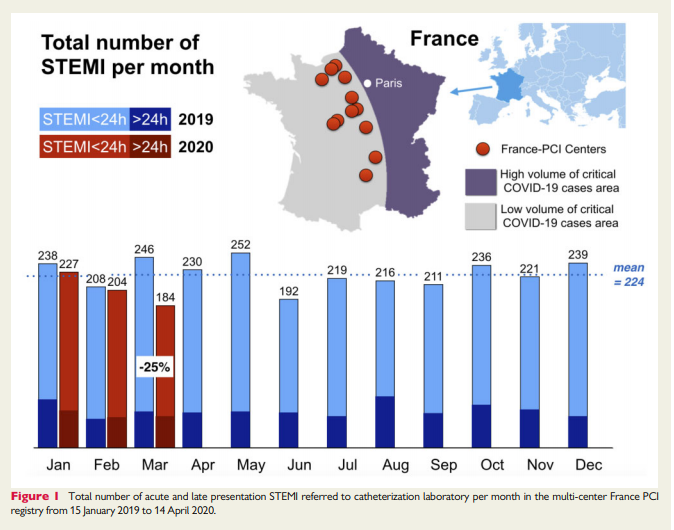 Total number of
STEMI per month
France
Paris
STEMI<24h >24h 2019
STEMI<24h >24h 2020
France-PCI Centers
High volume of critical
COVID-19 cases area
Low volume of critical
COVID-19 cases area
238 227 208 204 246 184 230 252 192 219 216 211 236 221 239
mean
= 224
-25%
Jan Feb Mar Apr May Jun Jul Aug Sep Oct Nov Dec
Figure 1 Total number of acute and late presentation STEMI referred to catheterization laboratory per month in the multi-center France PCI
registry from 15 January 2019 to 14 April 2020.